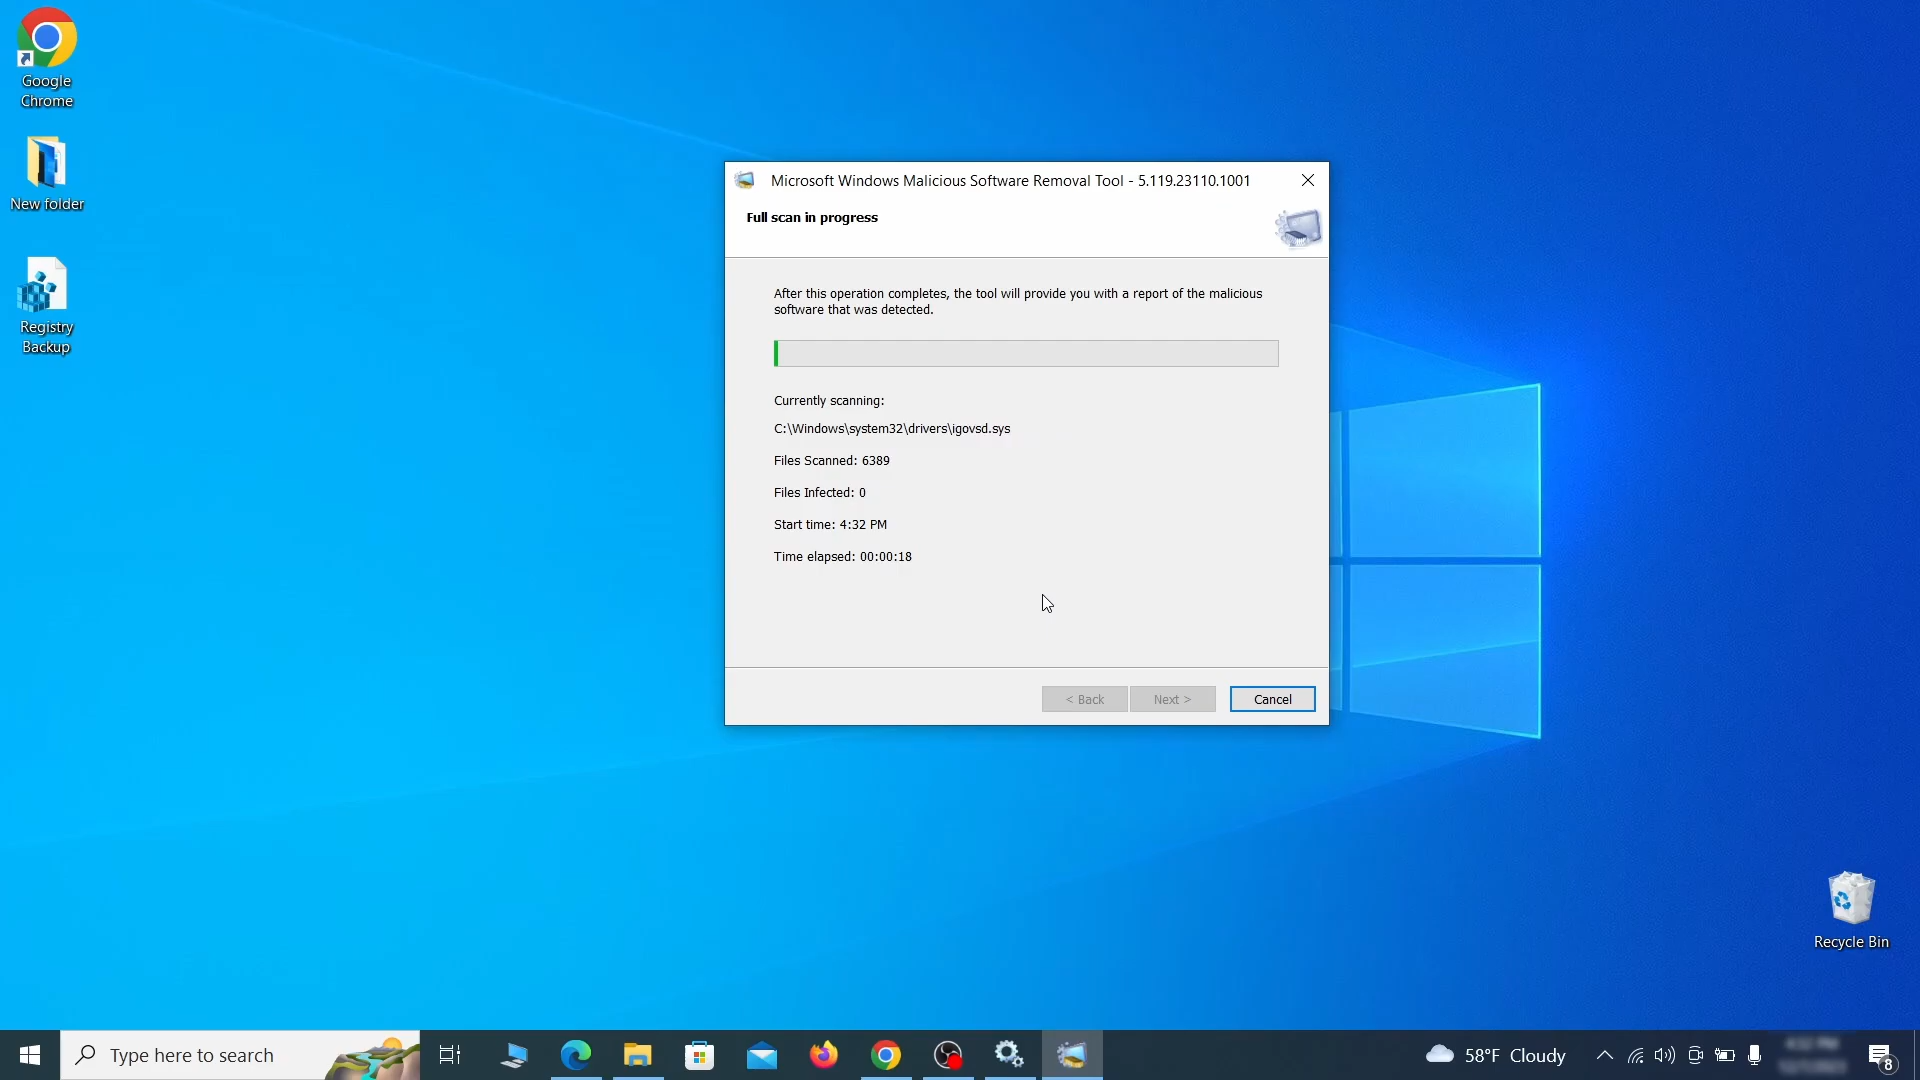 Google
Chrome
New folder
Registry
Backup
Microsoft Windows Malicious Software Removal Tool - 5.119.23110.1001
Full scan in progress
After this operation completes, the tool will provide you with a report of the malicious
software that was detected.
Currently scanning:
C:\Windows\system32\drivers\igovsd.sys
Files Scanned: 6389
Files Infected: 0
Start time: 4:32 PM
Time elapsed: 00:00:18
< Back
Next >
Cancel
Recycle Bin
Type here to search
58°F Cloudy
8